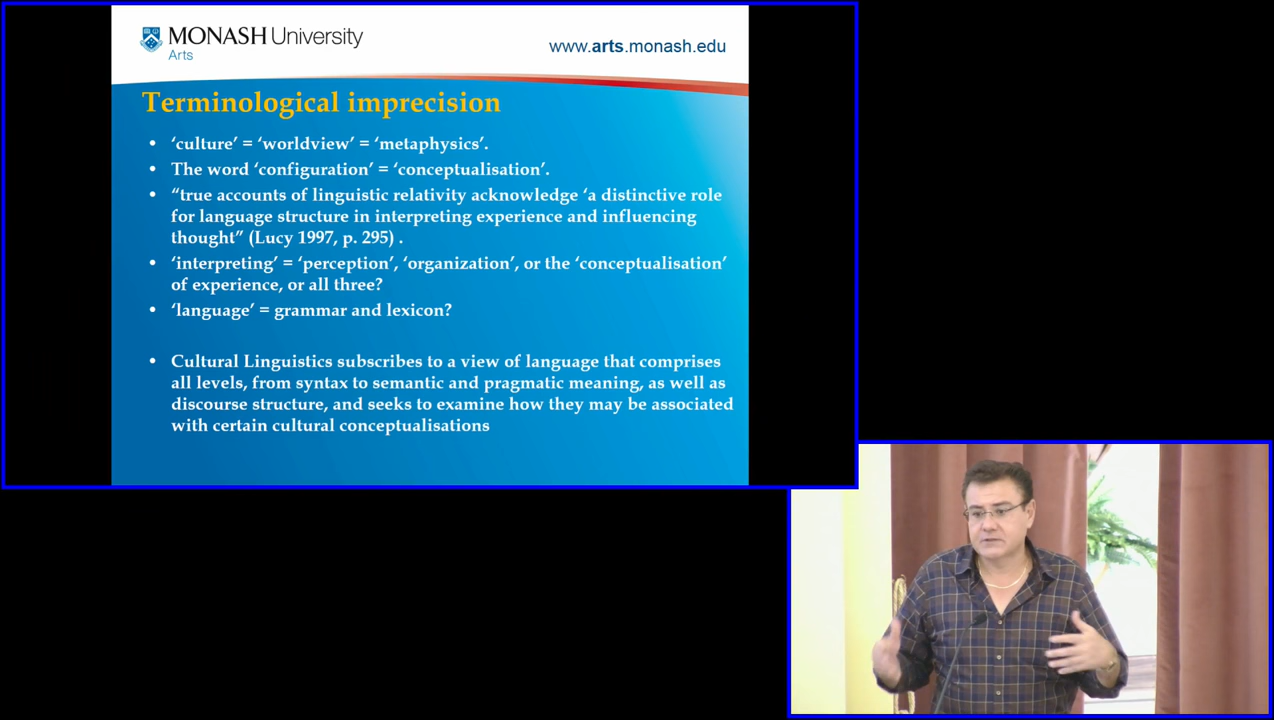 MONASH University
Arts
www.arts.monash.edu
Terminological imprecision
• ‘culture’ = ‘worldview’ = ‘metaphysics’.
• The word ‘configuration’ = ‘conceptualisation’.
• “true accounts of linguistic relativity acknowledge ‘a distinctive role
for language structure in interpreting experience and influencing
thought” (Lucy 1997, p. 295) .
• ‘interpreting’ = ‘perception’, ‘organization’, or the ‘conceptualisation’
of experience, or all three?
• ‘language’ = grammar and lexicon?
• Cultural Linguistics subscribes to a view of language that comprises
all levels, from syntax to semantic and pragmatic meaning, as well as
discourse structure, and seeks to examine how they may be associated
with certain cultural conceptualisations